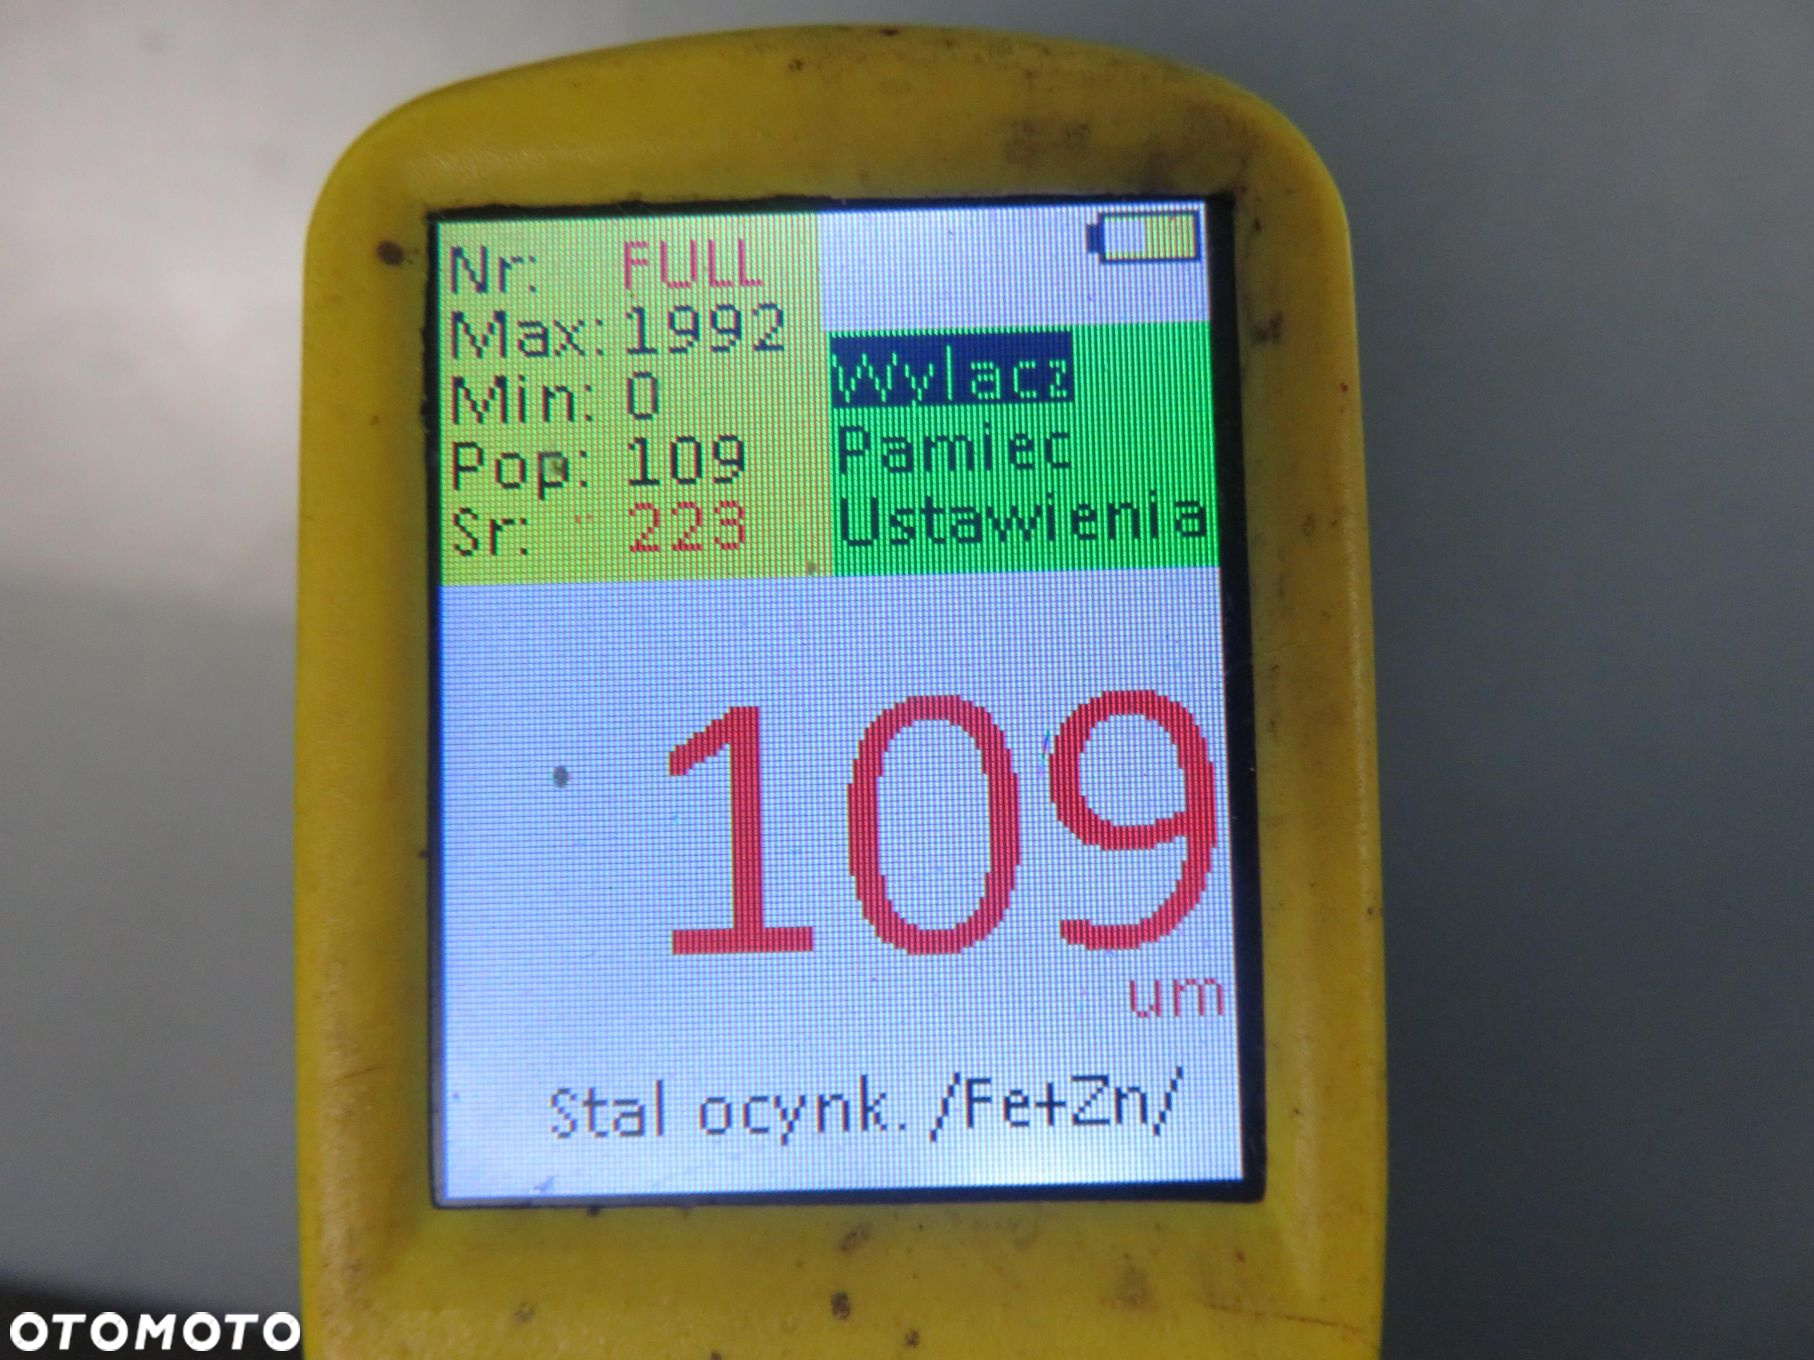 Nr: FULL
Max: 1992
Min: 0
Pop: 109
Sr: 223
Wylacz
Pamiec
Ustawienia
109
um
Stal ocynk. /Fe+Zn/
OTOMOTO